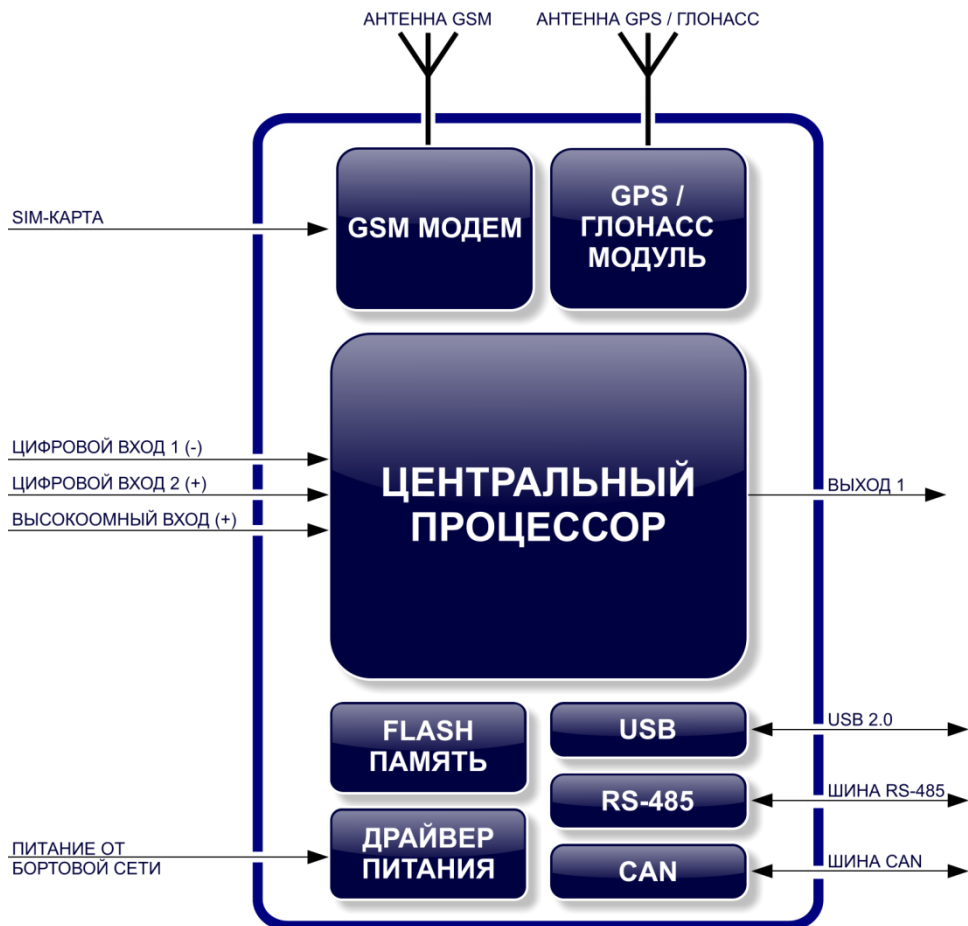 АНТЕННА GSM
АНТЕННА GPS / ГЛОНАСС
SIM-КАРТА
GSM МОДЕМ
GPS /
ГЛОНАСС
МОДУЛЬ
ЦИФРОВОЙ ВХОД 1 (-)
ЦИФРОВОЙ ВХОД 2 (+)
ВЫСОКООМНЫЙ ВХОД (+)
ЦЕНТРАЛЬНЫЙ
ПРОЦЕССОР
ВЫХОД 1
FLASH
ПАМЯТЬ
USB
USB 2.0
RS-485
ШИНА RS-485
ПИТАНИЕ ОТ
БОРТОВОЙ СЕТИ
ДРАЙВЕР
ПИТАНИЯ
CAN
ШИНА CAN